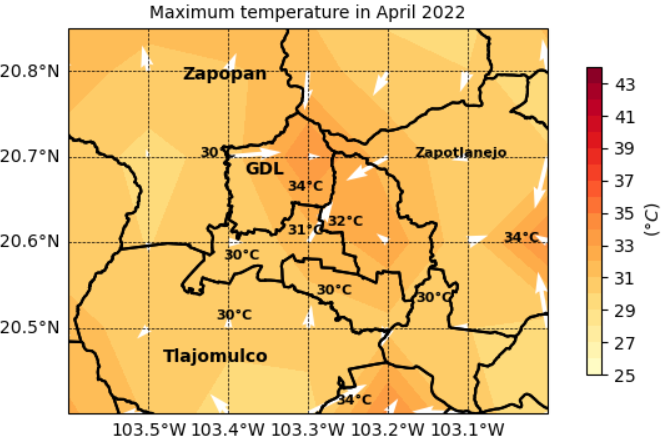 Maximum temperature in April 2022
20.8°N
20.7°N
20.6°N
20.5°N
Zapopan
30°
GDL
Zapotlanejo
34°C
31°C
32°C
34°C
30°C
30°C
30°C
30°C
Tlajomulco
34°C
103.5°W 103.4°W 103.3°W 103.2°W 103.1°W
43
41
39
37
35
33
31
29
27
25
(°C)